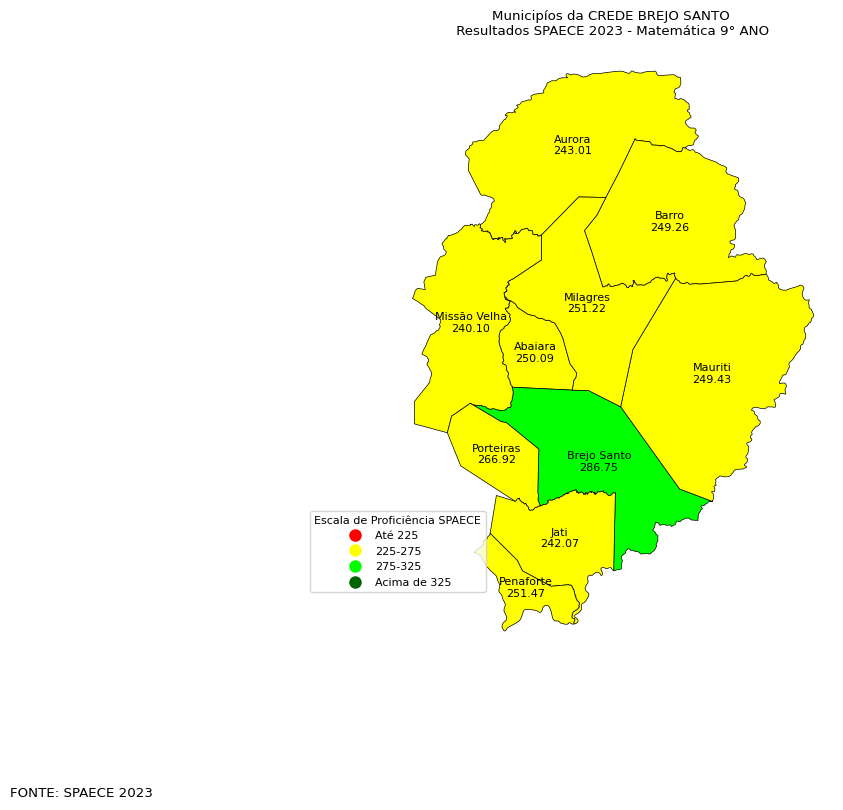 Municipíos da CREDE BREJO SANTO
Resultados SPAECE 2023 - Matemática 9° ANO
Aurora
243.01
Barro
249.26
Milagres
251.22
Missão Velha
240.10
Abaiara
250.09
Mauriti
249.43
Porteiras
266.92
Brejo Santo
286.75
Jati
242.07
Penaforte
251.47
Escala de Proficiência SPAECE
Até 225
225-275
275-325
Acima de 325
FONTE: SPAECE 2023